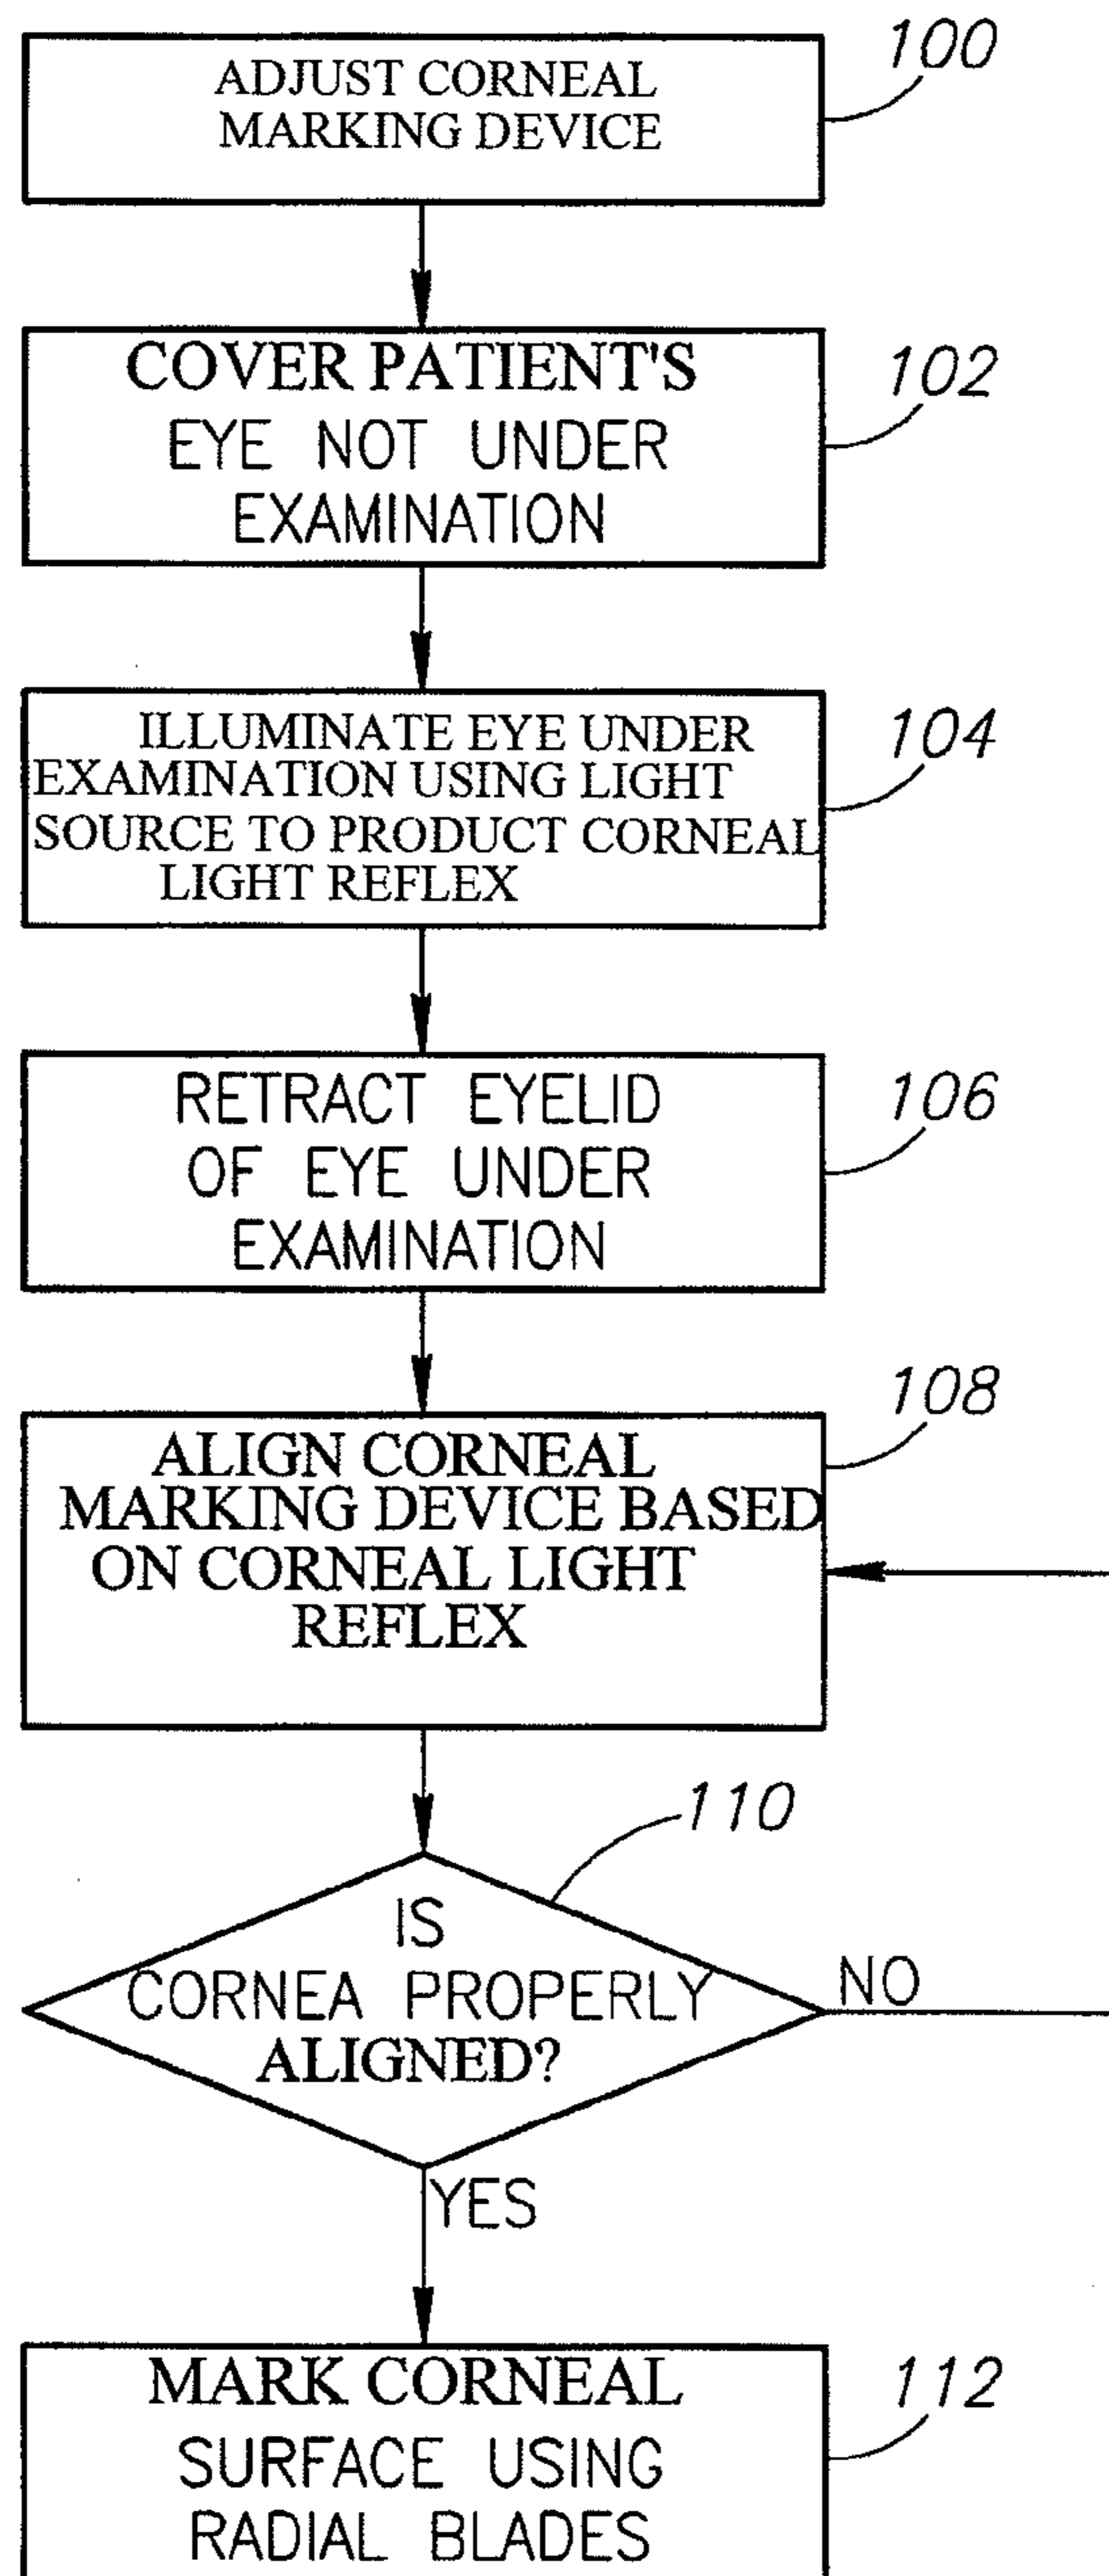 100
ADJUST CORNEAL
MARKING DEVICE
102
COVER PATIENT'S
EYE NOT UNDER
EXAMINATION
104
ILLUMINATE EYE UNDER
EXAMINATION USING LIGHT
SOURCE TO PRODUCT CORNEAL
LIGHT REFLEX
106
RETRACT EYELID
OF EYE UNDER
EXAMINATION
108
ALIGN CORNEAL
MARKING DEVICE BASED
ON CORNEAL LIGHT
REFLEX
110
IS
CORNEA PROPERLY
ALIGNED?
NO
YES
112
MARK CORNEAL
SURFACE USING
RADIAL BLADES